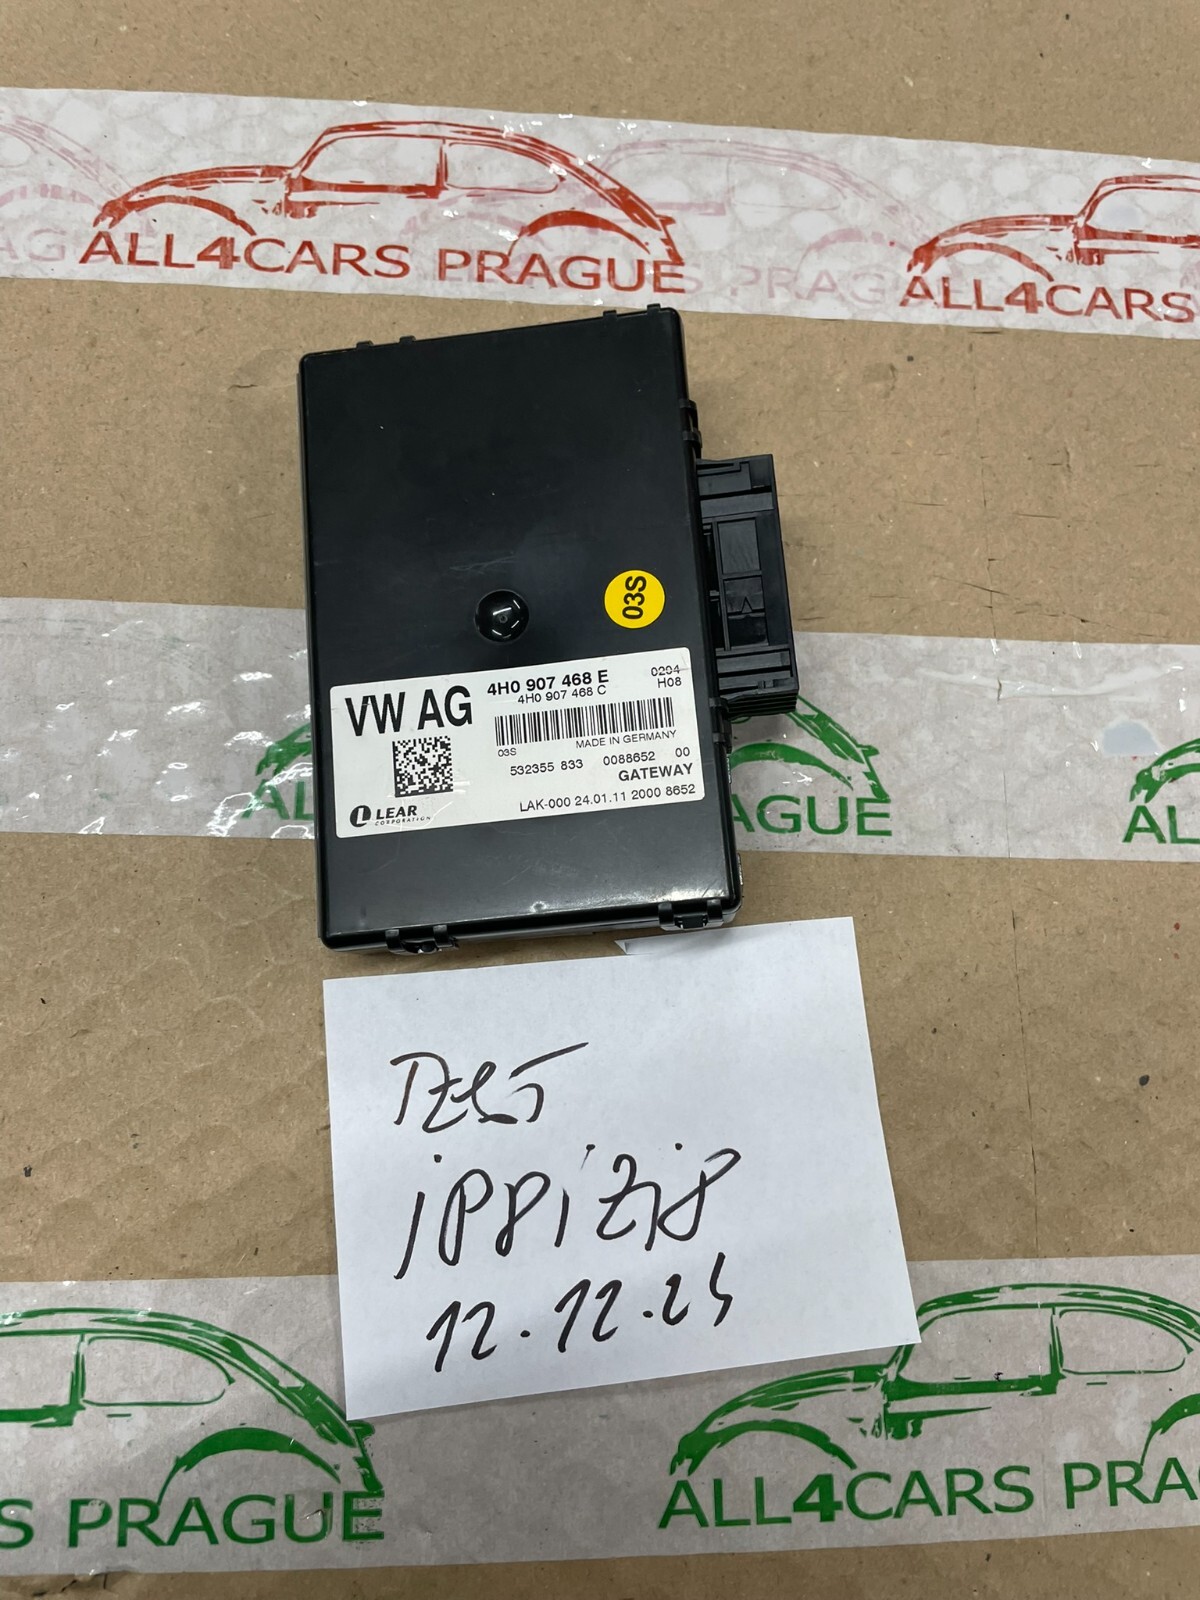 ALL4CARS PRAGUE
ALL4CARS
03S
VW AG
4H0 907 468 E
0204
4H0 907 468 C
H08
03S
MADE IN GERMANY
532355 833
0088652
00
GATEWAY
LEAR
CORPORATION
LAK-000 24.01.11 2000 8652
AGUE
AL
12.12.25
S PRAGUE
ALL4CARS PRA